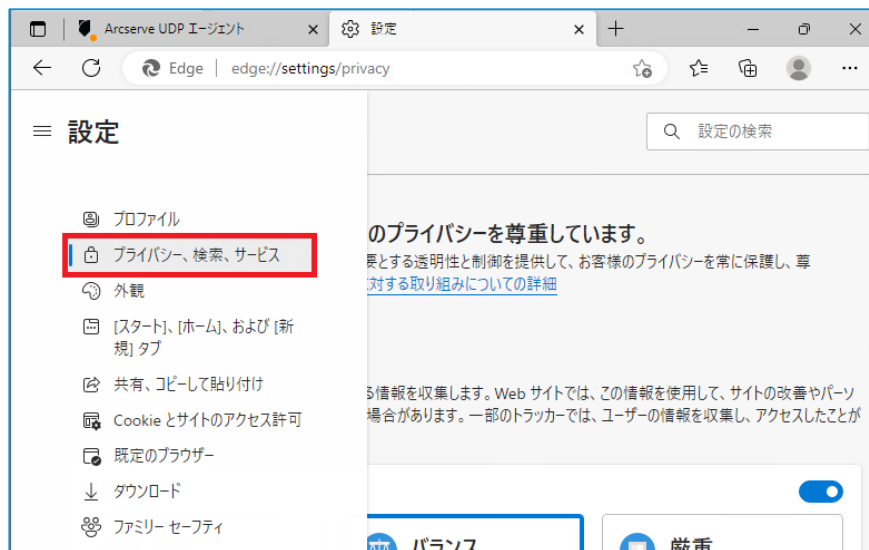 Arcserve UDP エージェント
設定
Edge
edge://settings/privacy
設定
設定の検索
プロファイル
プライバシー、検索、サービス
外観
[スタート]、[ホーム]、および [新
規] タブ
共有、コピーして貼り付け
Cookie とサイトのアクセス許可
既定のブラウザー
ダウンロード
ファミリー セーフティ
のプライバシーを尊重しています。
要とする透明性と制御を提供して、お客様のプライバシーを常に保護し、尊
対する取り組みについての詳細
る情報を収集します。Web サイトでは、この情報を使用して、サイトの改善やパーソ
場合があります。一部のトラッカーでは、ユーザーの情報を収集し、アクセスしたことが
バランス
厳重